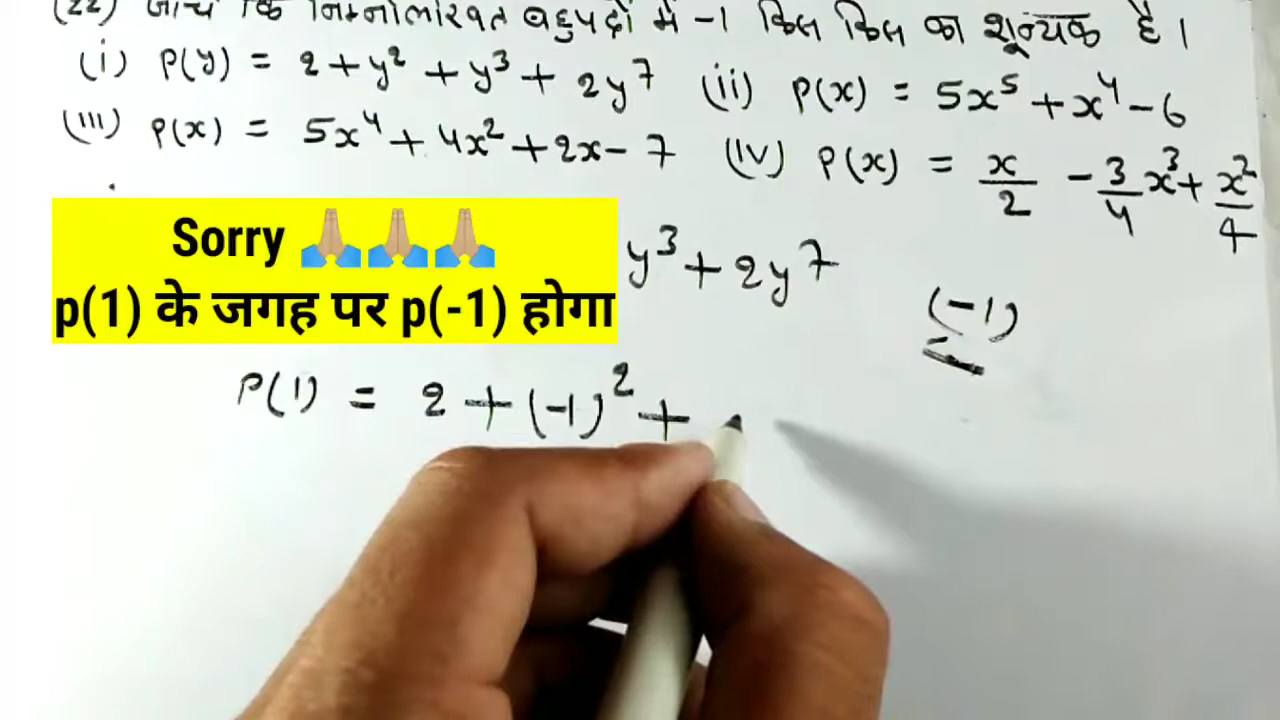 (22) जांचें कि निम्नलिखित बहुपदों में -1 किस किस का शून्यक है।
(i) p(y) = 2 + y² + y³ + 2y⁷ (ii) p(x) = 5x⁵ + x⁴ - 6
(iii) p(x) = 5x⁴ + 4x² + 2x - 7 (iv) p(x) = x/2 - 3/4 x³ + x²/4
Sorry 🙏🏼🙏🏼🙏🏼
p(1) के जगह पर p(-1) होगा
y³ + 2y⁷
(-1)
P(1) = 2 + (-1)² +